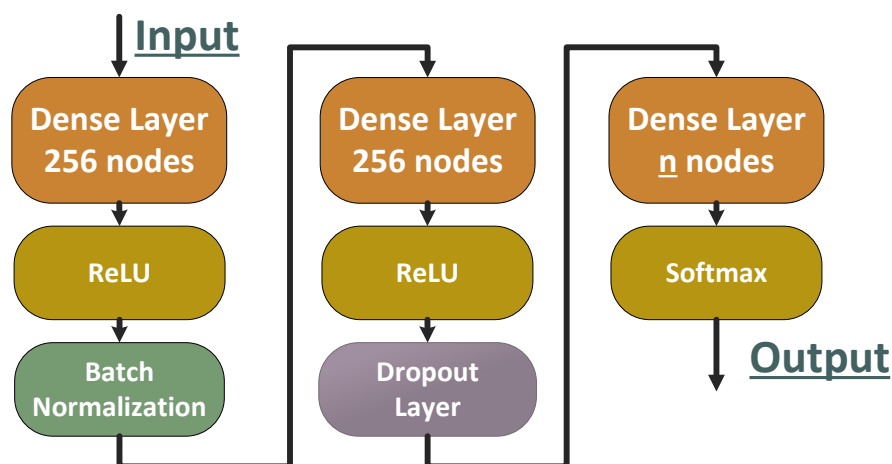 Input
Dense Layer
256 nodes
ReLU
Batch
Normalization
Dense Layer
256 nodes
ReLU
Dropout
Layer
Dense Layer
n nodes
Softmax
Output